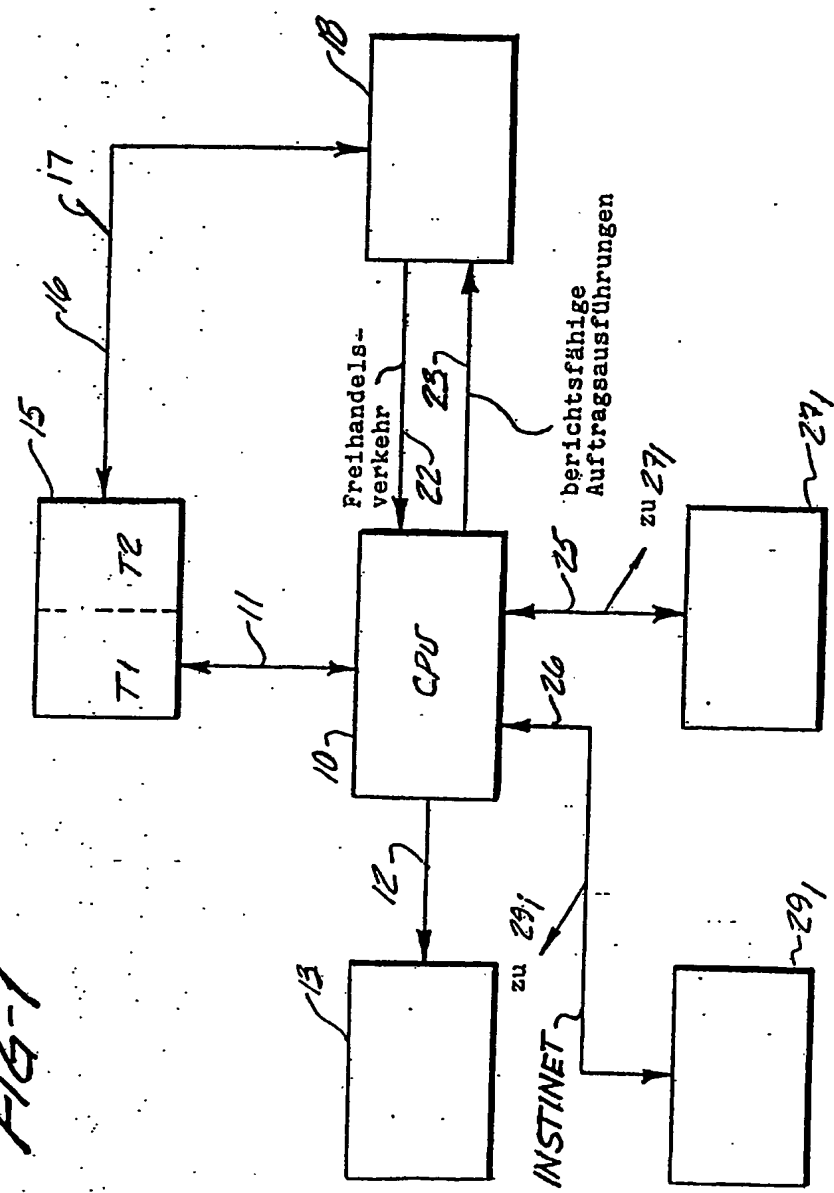 FIG-1
15
T1
T2
16
17
18
11
10
CPU
Freihandels-
verkehr
22
23
berichtsfähige
Auftragsausführungen
12
13
26
25
zu 271
271
zu 29i
INSTINET
291